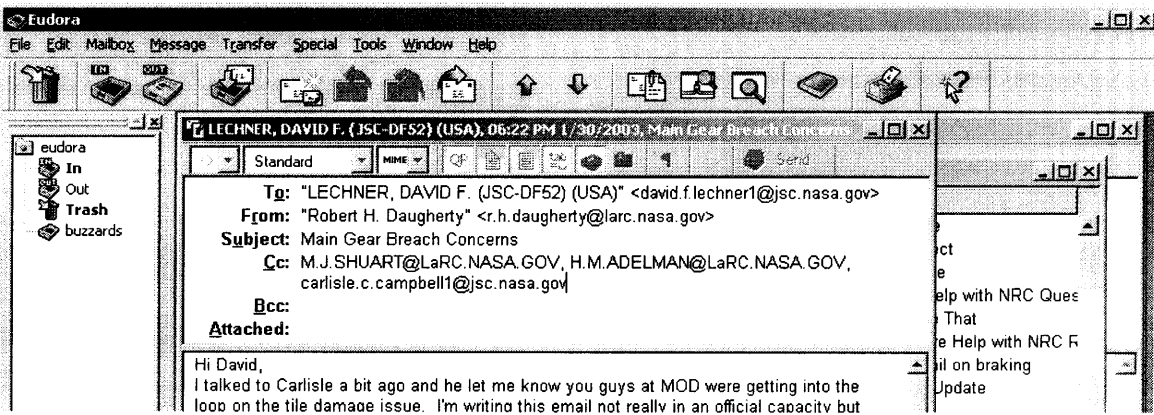 Eudora
File Edit Mailbox Message Transfer Special Tools Window Help
IN OUT
eudora
In
Out
Trash
buzzards
LECHNER, DAVID F. (JSC-DF52) (USA), 06:22 PM 1/30/2003, Main Gear Breach Concerns
Standard MIME QP Send
To: "LECHNER, DAVID F. (JSC-DF52) (USA)" <david.f.lechner1@jsc.nasa.gov>
From: "Robert H. Daugherty" <r.h.daugherty@larc.nasa.gov>
Subject: Main Gear Breach Concerns
Cc: M.J.SHUART@LaRC.NASA.GOV, H.M.ADELMAN@LaRC.NASA.GOV,
carlisle.c.campbell1@jsc.nasa.gov
Bcc:
Attached:
Hi David,
I talked to Carlisle a bit ago and he let me know you guys at MOD were getting into the
loop on the tile damage issue. I'm writing this email not really in an official capacity but
e
ct
e
elp with NRC Ques
That
e Help with NRC R
il on braking
Update